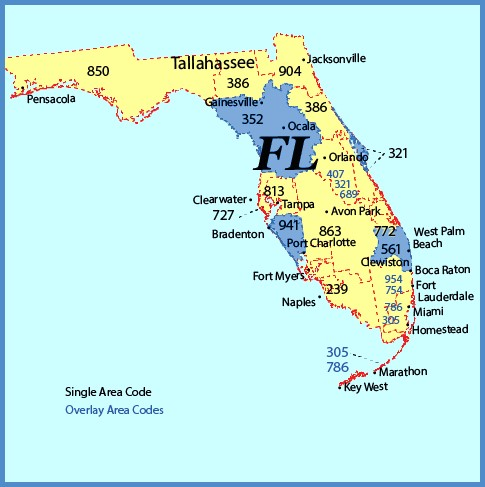 Tallahassee
Jacksonville
850
904
386
Pensacola
Gainesville
386
352
Ocala
FL
Orlando
321
407
321
689
813
Clearwater
Tampa
727
Avon Park
941
Bradenton
863
772
West Palm
Beach
Port Charlotte
561
Clewiston
Boca Raton
Fort Myers
954
754
Fort
Lauderdale
239
Naples
786
305
Miami
Homestead
305
786
Marathon
Key West
Single Area Code
Overlay Area Codes